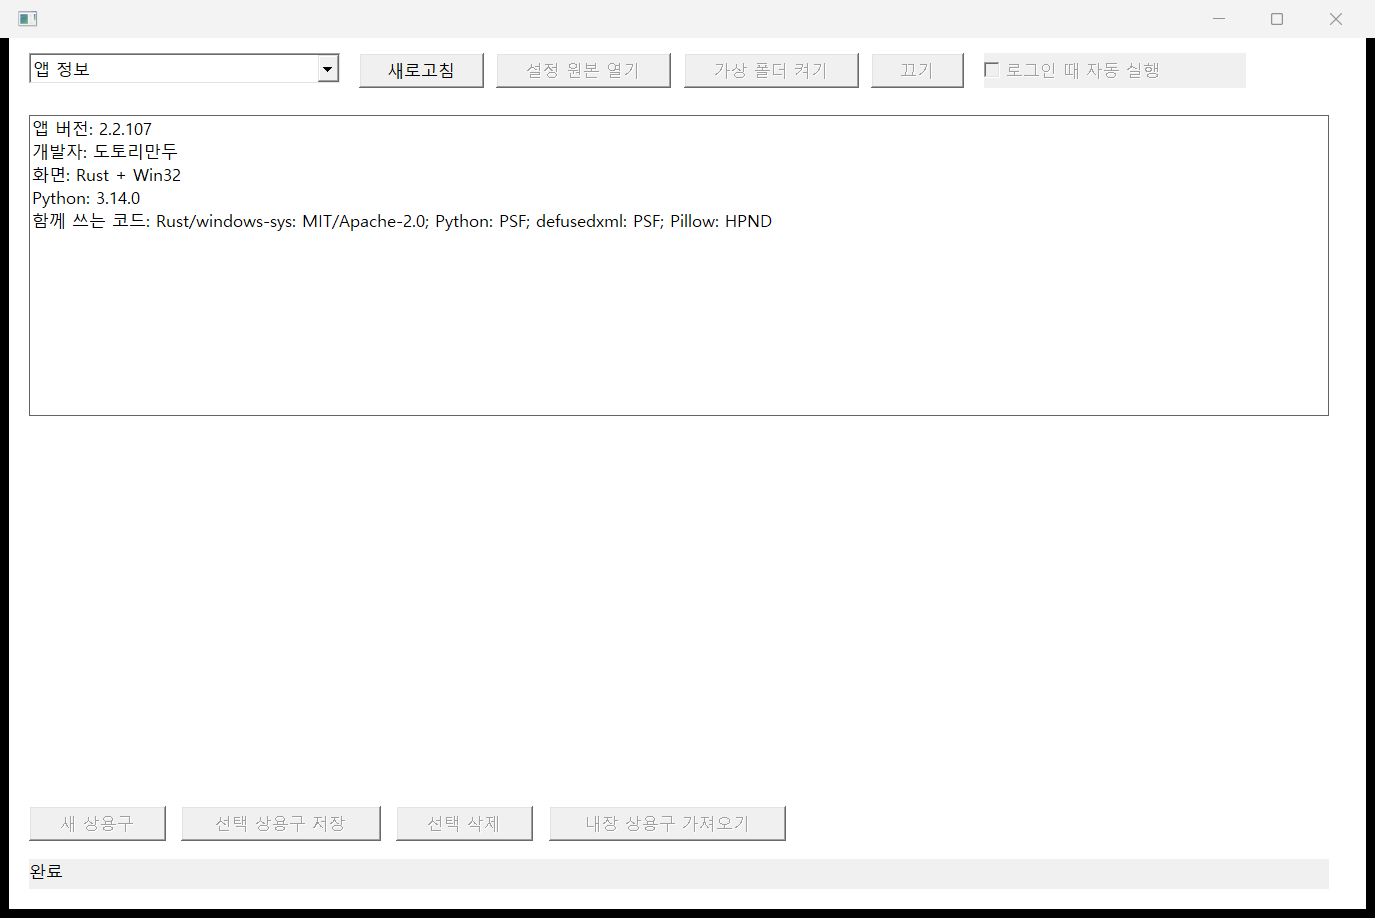 앱 정보
새로고침
설정 원본 열기
가상 폴더 켜기
끄기
로그인 때 자동 실행
앱 버전: 2.2.107
개발자: 도토리만두
화면: Rust + Win32
Python: 3.14.0
함께 쓰는 코드: Rust/windows-sys: MIT/Apache-2.0; Python: PSF; defusedxml: PSF; Pillow: HPND
새 상용구
선택 상용구 저장
선택 삭제
내장 상용구 가져오기
완료